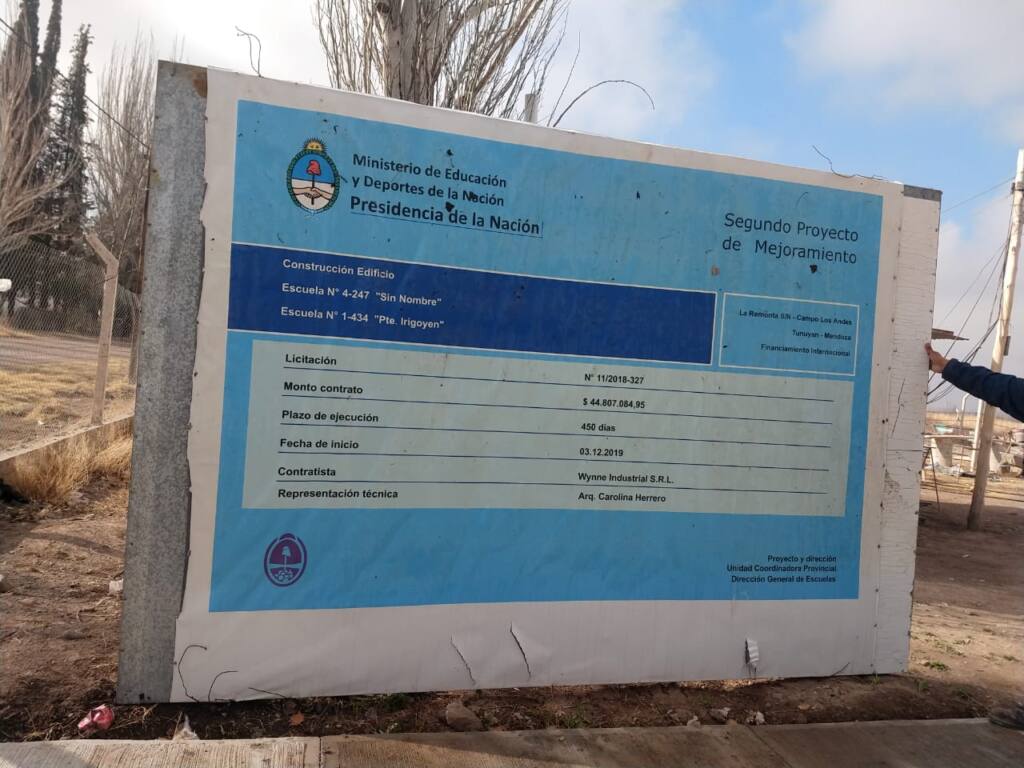 Ministerio de Educación
y Deportes de la Nación
Presidencia de la Nación
Segundo Proyecto
de Mejoramiento
Construcción Edificio
Escuela N° 4-247 "Sin Nombre"
Escuela N° 1-434 "Pte. Irigoyen"
La Remonta S/N - Campo Los Andes
Tunuyan - Mendoza
Financiamiento Internacional
Licitación N° 11/2018-327
Monto contrato $ 44.807.084,95
Plazo de ejecución 450 días
Fecha de inicio 03.12.2019
Contratista Wynne Industrial S.R.L.
Representación técnica Arq. Carolina Herrero
Proyecto y dirección
Unidad Coordinadora Provincial
Dirección General de Escuelas